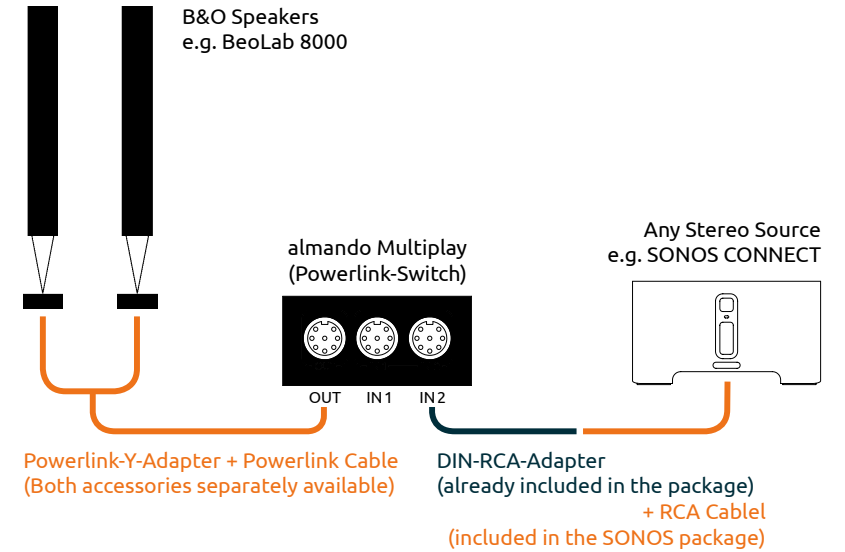 B&O Speakers
e.g. BeoLab 8000
Any Stereo Source
e.g. SONOS CONNECT
almando Multiplay
(Powerlink-Switch)
OUT IN 1 IN 2
Powerlink-Y-Adapter + Powerlink Cable
(Both accessories separately available)
DIN-RCA-Adapter
(already included in the package)
+ RCA Cablel
(included in the SONOS package)